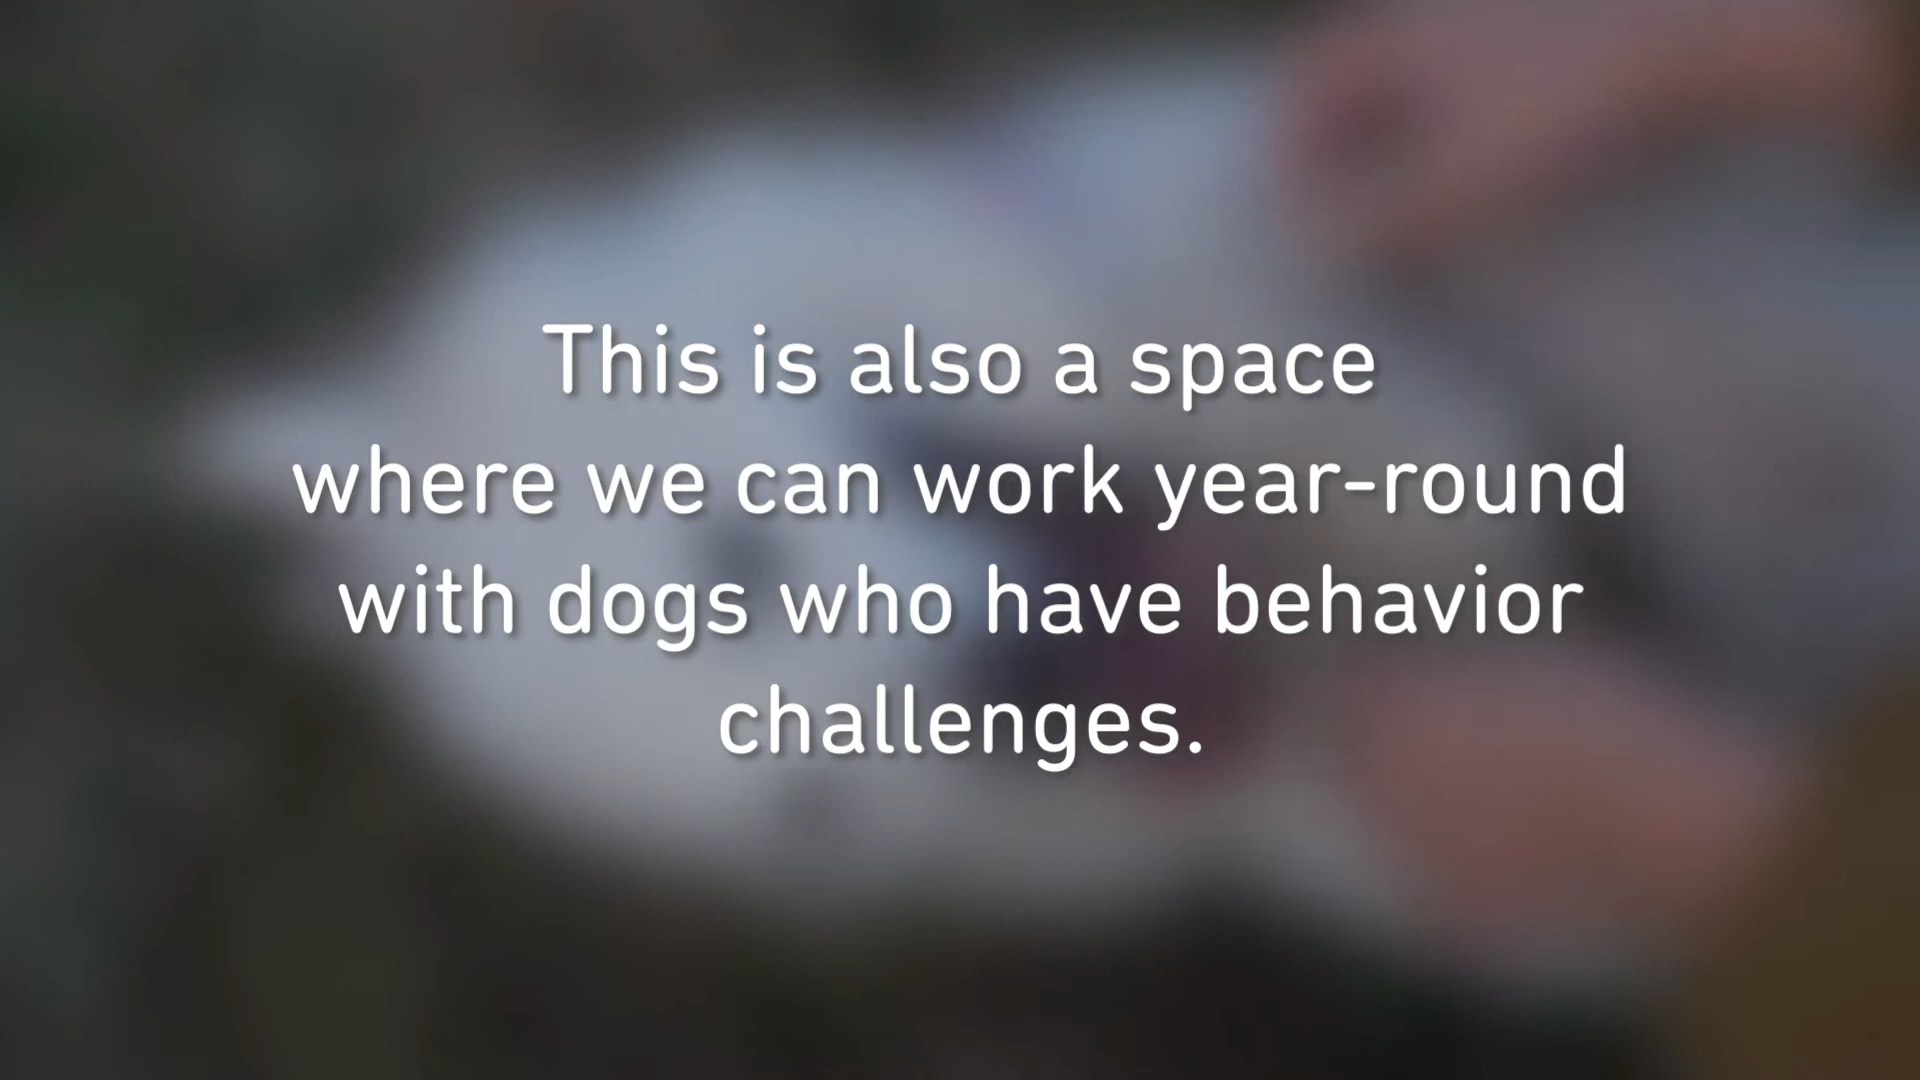 This is also a space
where we can work year-round
with dogs who have behavior
challenges.